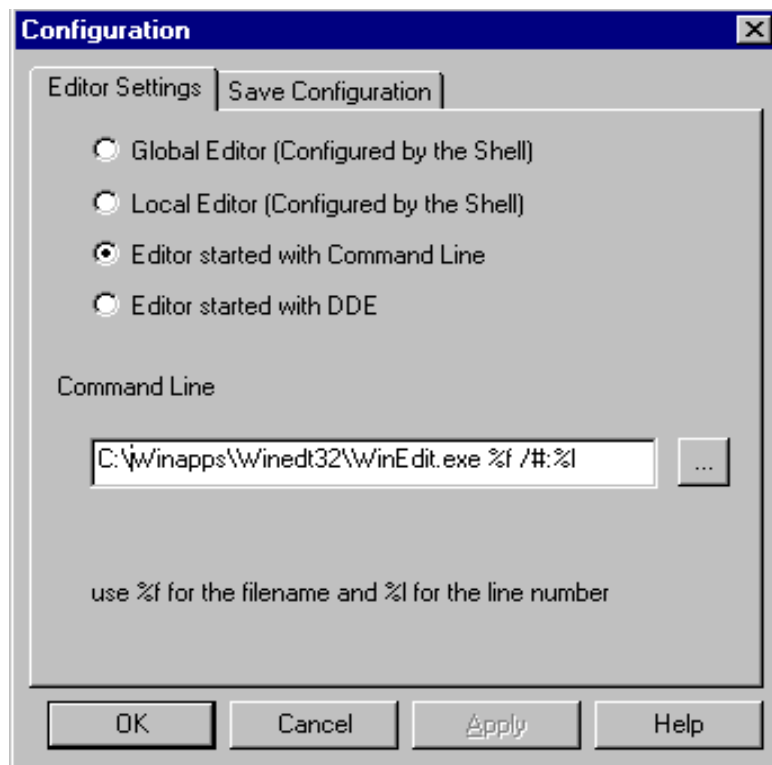 Configuration
Editor Settings
Save Configuration
Global Editor (Configured by the Shell)
Local Editor (Configured by the Shell)
Editor started with Command Line
Editor started with DDE
Command Line
C:\Winapps\Winedt32\WinEdit.exe %f /#:%l
...
use %f for the filename and %l for the line number
OK
Cancel
Apply
Help